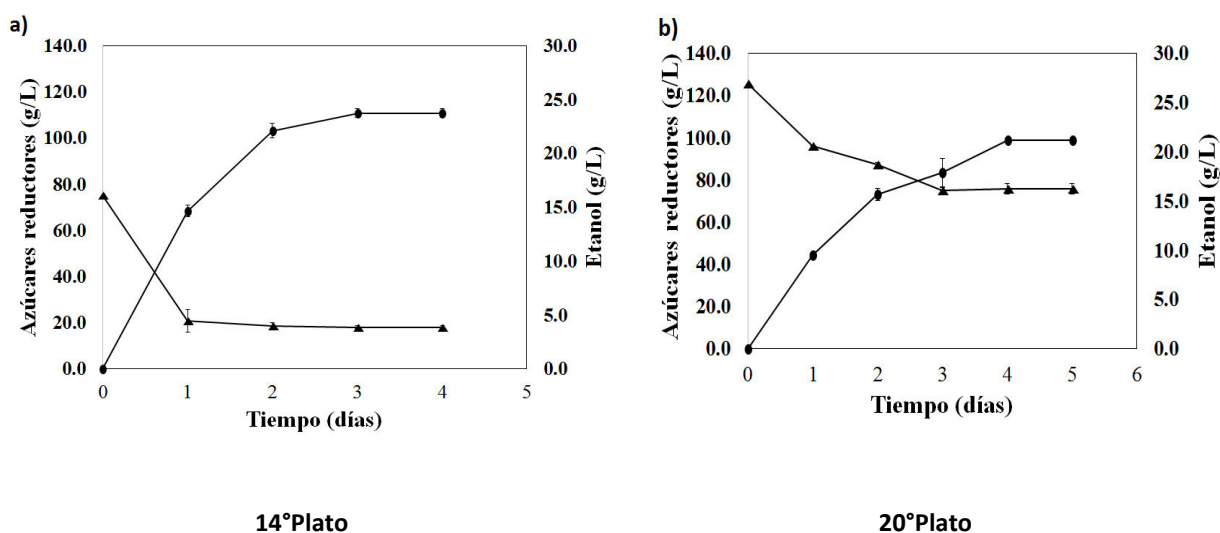 a)
140.0
120.0
100.0
80.0
60.0
40.0
20.0
0.0
Azúcares reductores (g/L)
30.0
25.0
20.0
15.0
10.0
5.0
0.0
Etanol (g/L)
0 1 2 3 4 5
Tiempo (días)
14°Plato
b)
140.0
120.0
100.0
80.0
60.0
40.0
20.0
0.0
Azúcares reductores (g/L)
30.0
25.0
20.0
15.0
10.0
5.0
0.0
Etanol (g/L)
0 1 2 3 4 5 6
Tiempo (días)
20°Plato